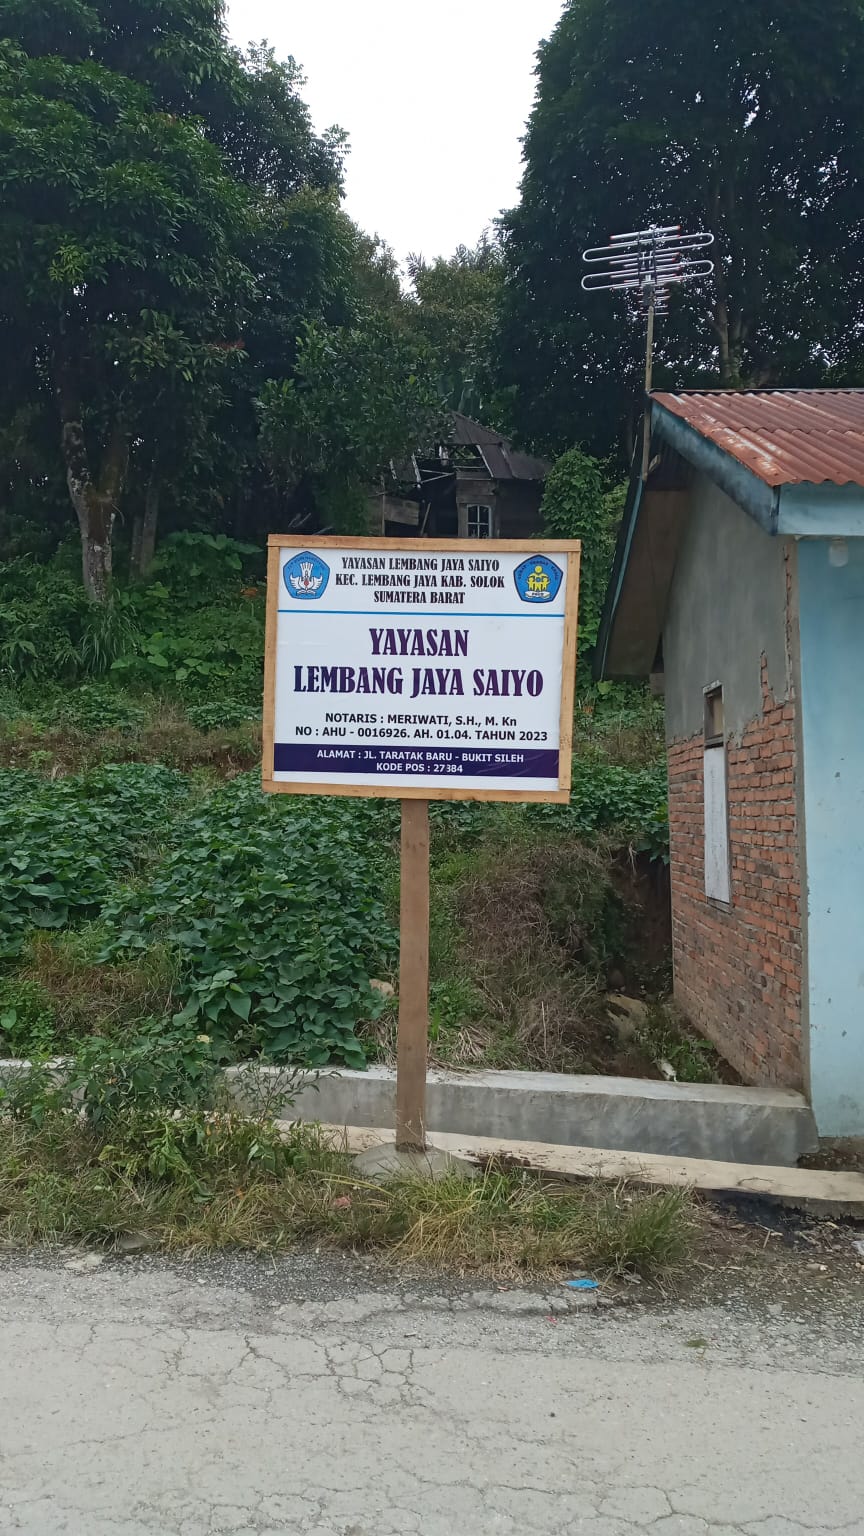 YAYASAN LEMBANG JAYA SAIYO
KEC. LEMBANG JAYA KAB. SOLOK
SUMATERA BARAT
YAYASAN
LEMBANG JAYA SAIYO
NOTARIS : MERIWATI, S.H., M. Kn
NO : AHU - 0016926. AH. 01.04. TAHUN 2023
ALAMAT : JL. TARATAK BARU - BUKIT SILEH
KODE POS : 27384